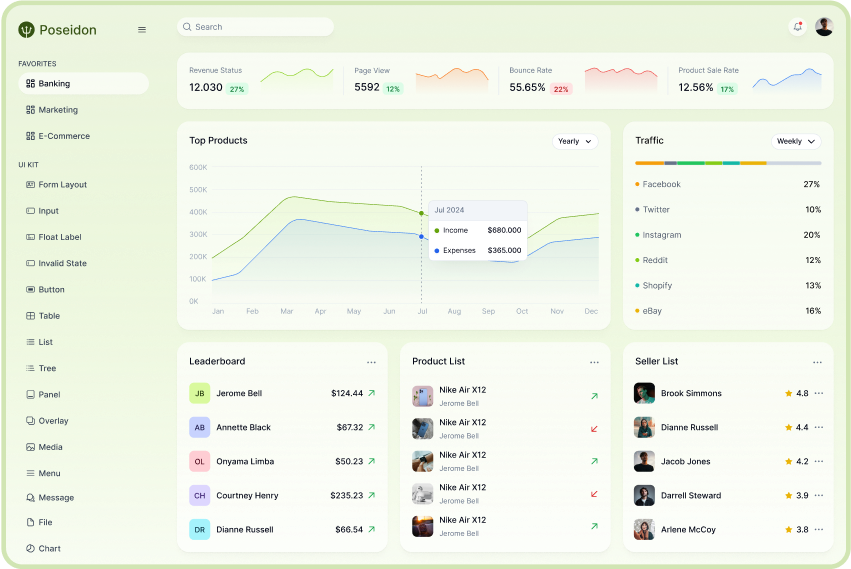 Poseidon
Search
FAVORITES
Banking
Marketing
E-Commerce
UI KIT
Form Layout
Input
Float Label
Invalid State
Button
Table
List
Tree
Panel
Overlay
Media
Menu
Message
File
Chart
Revenue Status
12.030 27%
Page View
5592 12%
Bounce Rate
55.65% 22%
Product Sale Rate
12.56% 17%
Top Products
Yearly
600K
500K
400K
300K
200K
100K
0K
Jan Feb Mar Apr May Jun Jul Aug Sep Oct Nov Dec
Jul 2024
Income $680.000
Expenses $365.000
Traffic
Weekly
Facebook 27%
Twitter 10%
Instagram 20%
Reddit 12%
Shopify 13%
eBay 16%
Leaderboard
JB Jerome Bell $124.44
AB Annette Black $67.32
OL Onyama Limba $50.23
CH Courtney Henry $235.23
DR Dianne Russell $66.54
Product List
Nike Air X12
Jerome Bell
Nike Air X12
Jerome Bell
Nike Air X12
Jerome Bell
Nike Air X12
Jerome Bell
Nike Air X12
Jerome Bell
Seller List
Brook Simmons 4.8
Dianne Russell 4.4
Jacob Jones 4.2
Darrell Steward 3.9
Arlene McCoy 3.8